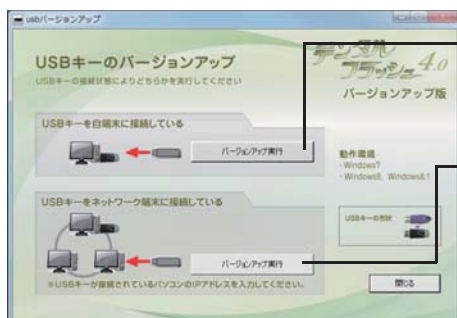 usbバージョンアップ
USBキーのバージョンアップ
USBキーの接続状態によりどちらかを実行してください
デジタル
フラッシュ4.0
バージョンアップ版
USBキーを自端末に接続している
バージョンアップ実行
動作環境
・Windows7
・Windows8、Windows8.1
USBキーをネットワーク端末に接続している
USBキーの形状
バージョンアップ実行
※USBキーが接続されているパソコンのIPアドレスを入力してください。
閉じる